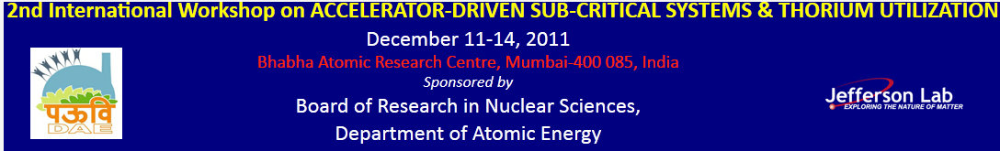 2nd International Workshop on ACCELERATOR-DRIVEN SUB-CRITICAL SYSTEMS & THORIUM UTILIZATION
December 11-14, 2011
Bhabha Atomic Research Centre, Mumbai-400 085, India
Sponsored by
Board of Research in Nuclear Sciences,
Department of Atomic Energy
पऊवि
DAE
Jefferson Lab
EXPLORING THE NATURE OF MATTER